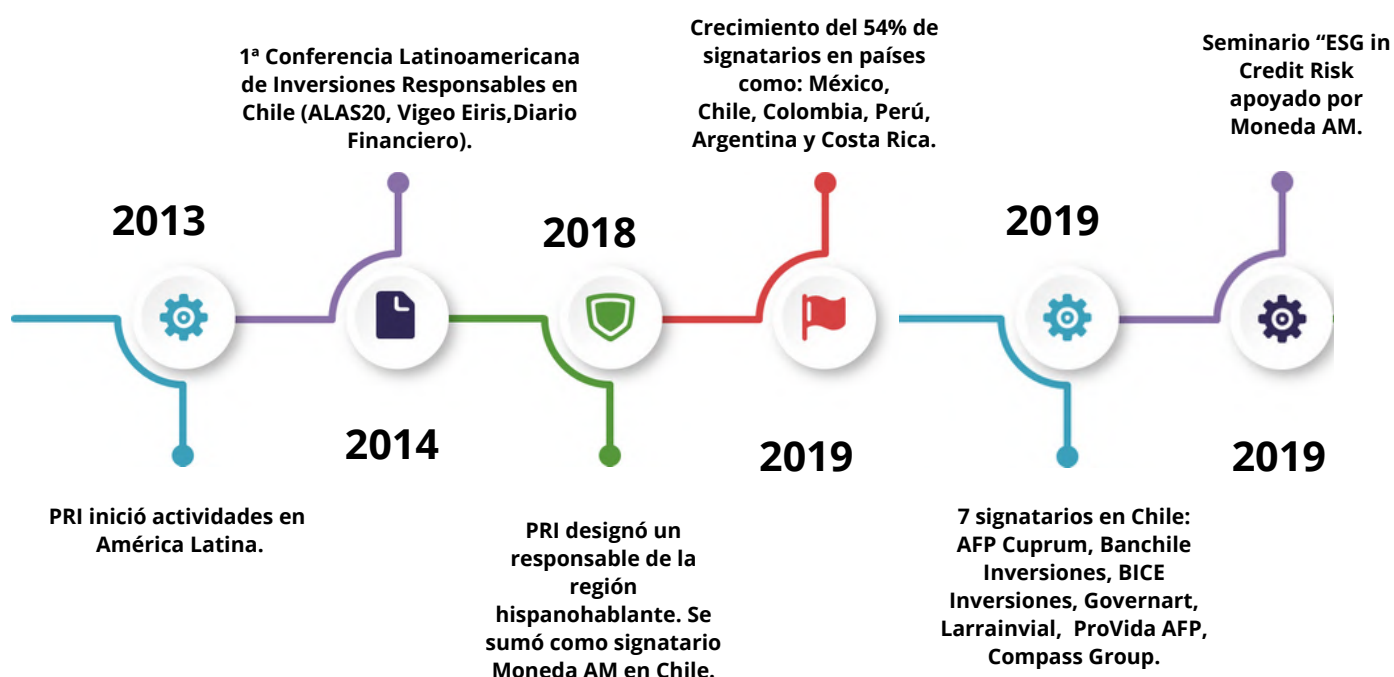 2013
PRI inició actividades en
América Latina.
1ª Conferencia Latinoamericana
de Inversiones Responsables en
Chile (ALAS20, Vigeo Eiris,Diario
Financiero).
2014
2018
PRI designó un
responsable de la
región
hispanohablante. Se
sumó como signatario
Moneda AM en Chile.
Crecimiento del 54% de
signatarios en países
como: México,
Chile, Colombia, Perú,
Argentina y Costa Rica.
2019
2019
7 signatarios en Chile:
AFP Cuprum, Banchile
Inversiones, BICE
Inversiones, Governart,
Larrainvial, ProVida AFP,
Compass Group.
Seminario “ESG in
Credit Risk
apoyado por
Moneda AM.
2019